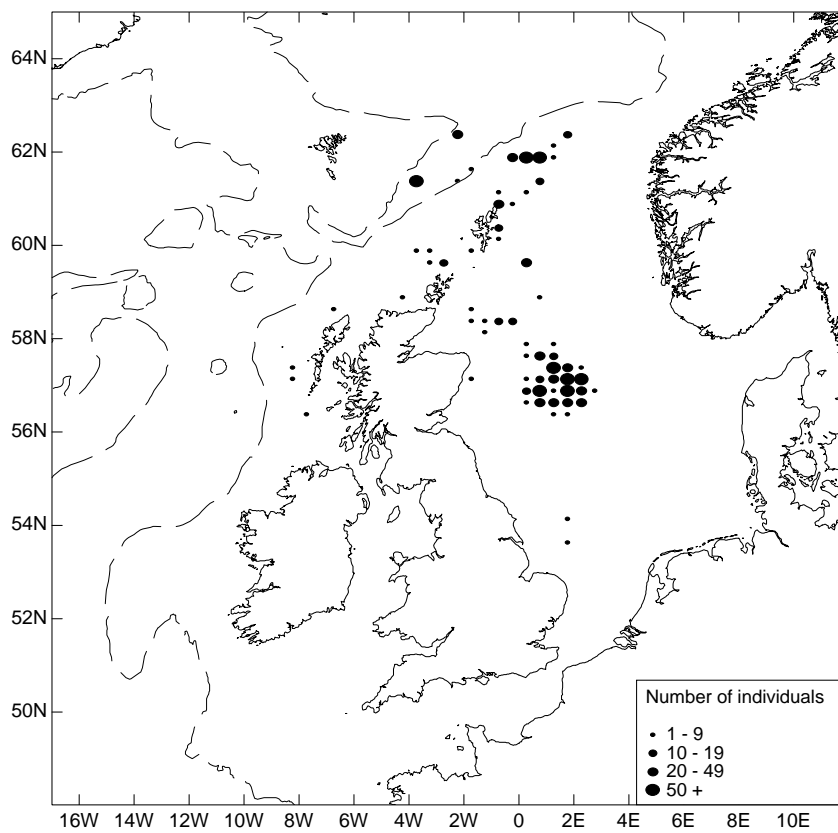 64N
62N
60N
58N
56N
54N
52N
50N
Number of individuals
1 - 9
10 - 19
20 - 49
50 +
16W 14W 12W 10W 8W 6W 4W 2W 0 2E 4E 6E 8E 10E